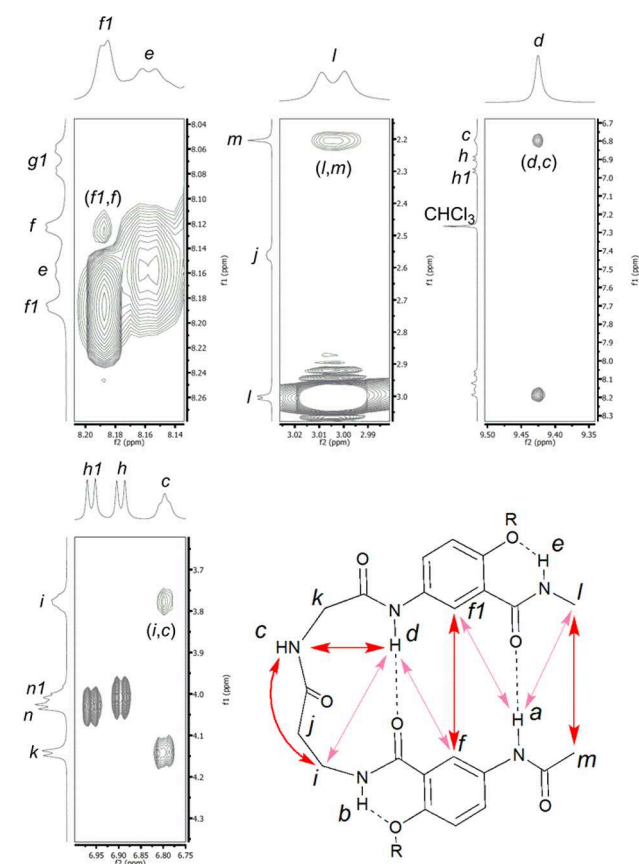 f1
e
8.04
8.06
8.08
8.10
8.12
8.14
8.16
8.18
8.20
8.22
8.24
8.26
f1 (ppm)
g1
f
e
f1
(f1,f)
8.20
8.18
8.16
8.14
f2 (ppm)
l
m
j
l
(l,m)
2.2
2.3
2.4
2.5
2.6
2.7
2.8
2.9
3.0
f1 (ppm)
3.02
3.01
3.00
2.99
f2 (ppm)
d
c
h
h1
CHCl3
(d,c)
6.7
6.8
6.9
7.0
7.1
7.2
7.3
7.4
7.5
7.6
7.7
7.8
7.9
8.0
8.1
8.2
8.3
f1 (ppm)
9.50
9.45
9.40
9.35
f2 (ppm)
h1
h
c
i
n1
n
k
(i,c)
3.7
3.8
3.9
4.0
4.1
4.2
4.3
f1 (ppm)
6.95
6.90
6.85
6.80
6.75
f2 (ppm)
R
O
H
e
O
N
l
k
N
f1
O
c
H
d
HN
H
a
O
j
O
N
m
i
N
f
O
H
b
O
R